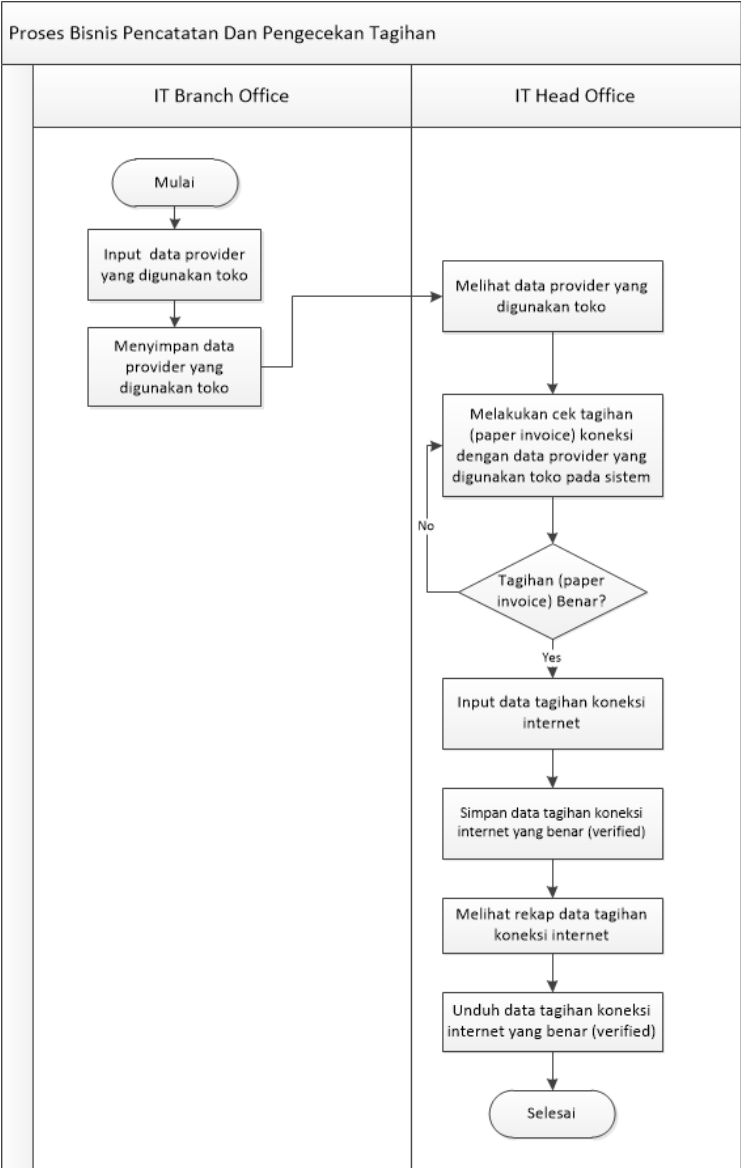 Proses Bisnis Pencatatan Dan Pengecekan Tagihan
IT Branch Office
IT Head Office
Mulai
Input data provider
yang digunakan toko
Menyimpan data
provider yang
digunakan toko
Melihat data provider yang
digunakan toko
Melakukan cek tagihan
(paper invoice) koneksi
dengan data provider yang
digunakan toko pada sistem
No
Tagihan (paper
invoice) Benar?
Yes
Input data tagihan koneksi
internet
Simpan data tagihan koneksi
internet yang benar (verified)
Melihat rekap data tagihan
koneksi internet
Unduh data tagihan koneksi
internet yang benar (verified)
Selesai